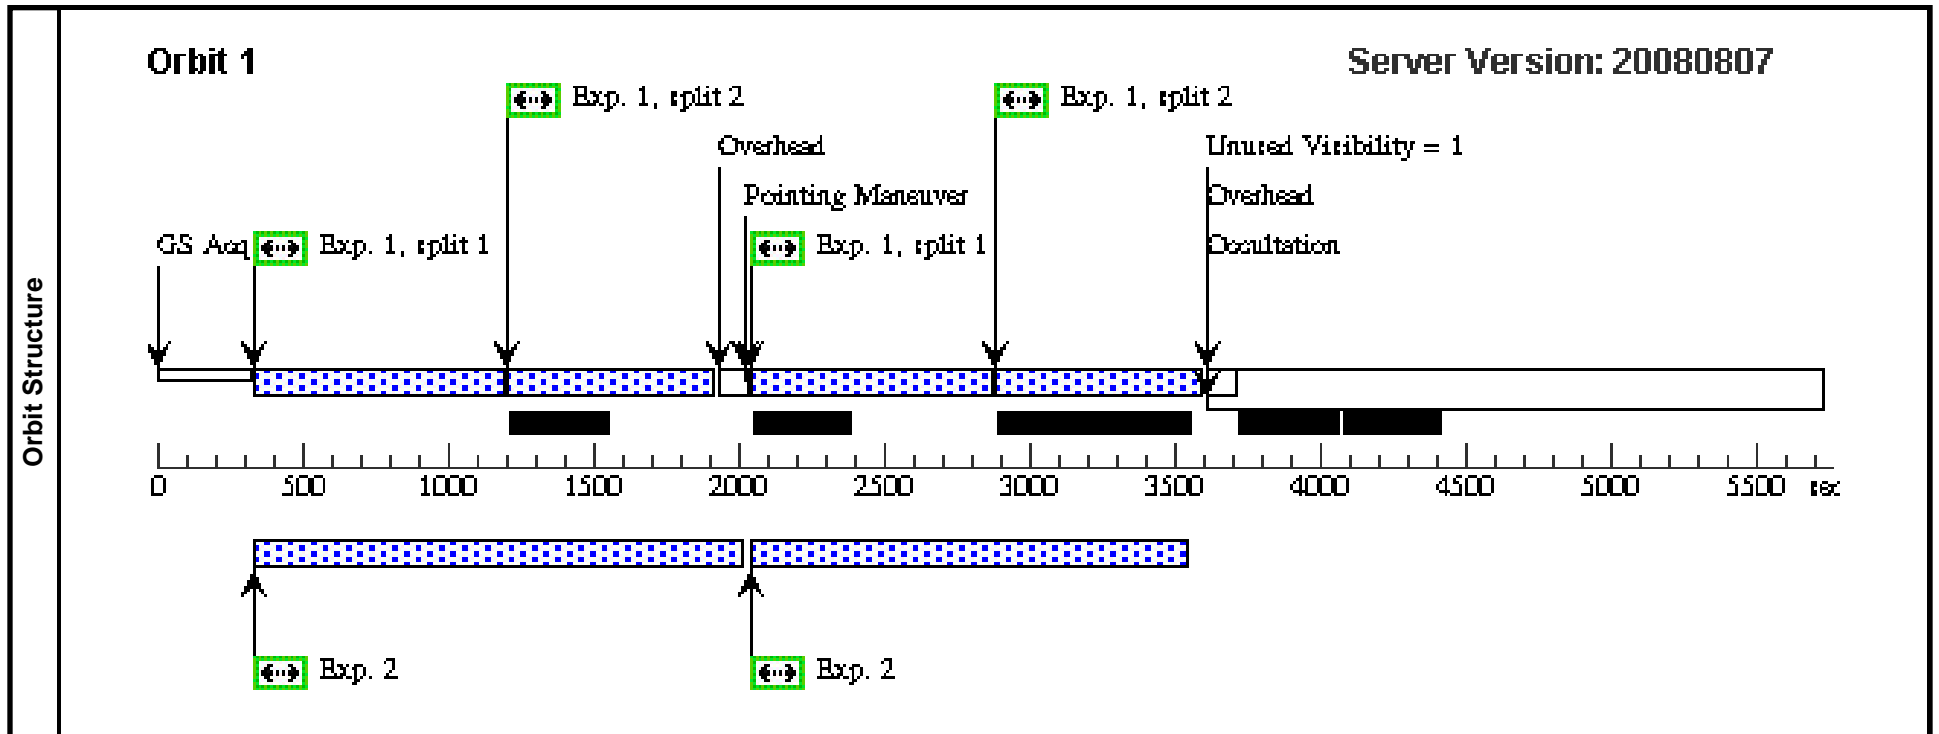 Orbit Structure
Orbit 1
Server Version: 20080807
Exp. 1, split 2
Exp. 1, split 2
Overhead
Unused Visibility = 1
Pointing Maneuver
Overhead
GS Acq
Exp. 1, split 1
Exp. 1, split 1
Occultation
0 500 1000 1500 2000 2500 3000 3500 4000 4500 5000 5500 sec
Exp. 2
Exp. 2